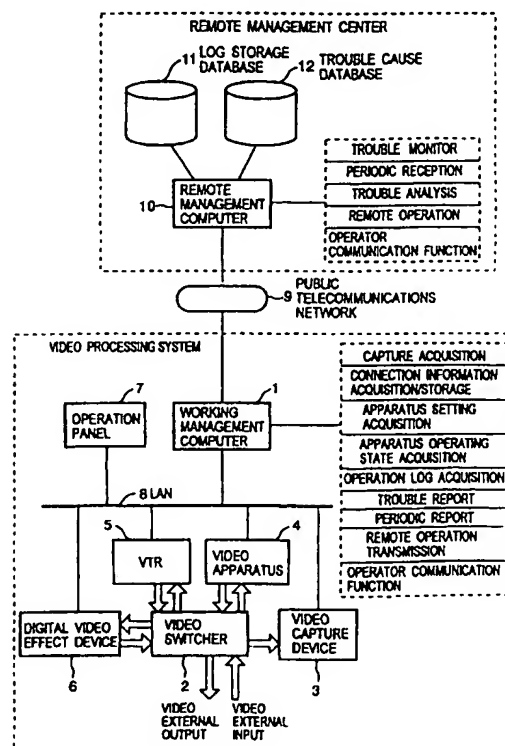 REMOTE MANAGEMENT CENTER
11 LOG STORAGE
DATABASE
12 TROUBLE CAUSE
DATABASE
TROUBLE MONITOR
PERIODIC RECEPTION
TROUBLE ANALYSIS
REMOTE OPERATION
OPERATOR
COMMUNICATION FUNCTION
10
REMOTE
MANAGEMENT
COMPUTER
9 PUBLIC
TELECOMMUNICATIONS
NETWORK
VIDEO PROCESSING SYSTEM
7
OPERATION
PANEL
1
WORKING
MANAGEMENT
COMPUTER
CAPTURE ACQUISITION
CONNECTION INFORMATION
ACQUISITION/STORAGE
APPARATUS SETTING
ACQUISITION
APPARATUS OPERATING
STATE ACQUISITION
OPERATION LOG ACQUISITION
TROUBLE REPORT
PERIODIC REPORT
REMOTE OPERATION
TRANSMISSION
OPERATOR COMMUNICATION
FUNCTION
8 LAN
5
VTR
4
VIDEO
APPARATUS
DIGITAL VIDEO
EFFECT DEVICE
6
VIDEO
SWITCHER
2
VIDEO
CAPTURE
DEVICE
3
VIDEO
EXTERNAL
OUTPUT
VIDEO
EXTERNAL
INPUT